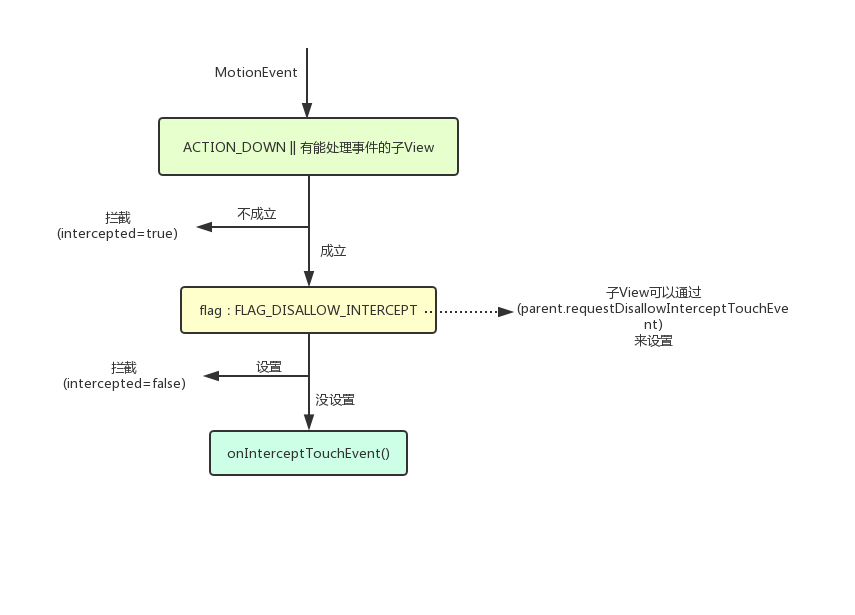 MotionEvent
ACTION_DOWN || 有能处理事件的子View
不成立
拦截
(intercepted=true)
成立
flag：FLAG_DISALLOW_INTERCEPT
子View可以通过
(parent.requestDisallowInterceptTouchEve
nt)
来设置
设置
拦截
(intercepted=false)
没设置
onInterceptTouchEvent()